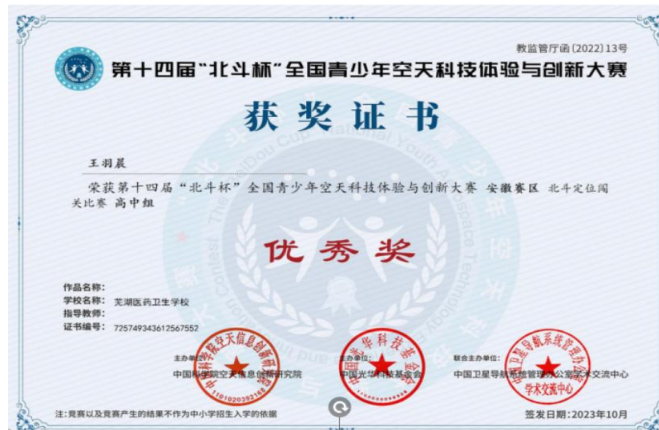 教监管厅函(2022)13号
第十四届“北斗杯”全国青少年空天科技体验与创新大赛
获奖证书
王羽晨
荣获第十四届“北斗杯”全国青少年空天科技体验与创新大赛 安徽赛区 北斗定位闯
关比赛 高中组
优秀奖
作品名称：
学校名称： 芜湖医药卫生学校
指导教师：
证书编号： 725749343612567552
主办单位：
中国科学院空天信息创新研究院
主办单位：
中国光华科技基金会
联合主办单位：
中国卫星导航系统管理办公室学术交流中心
注：竞赛以及竞赛产生的结果不作为中小学招生入学的依据
签发日期：2023年10月